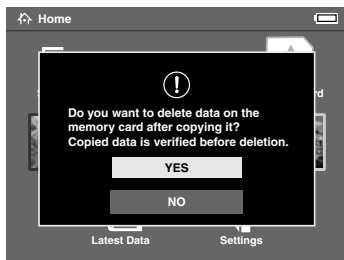 Home
Do you want to delete data on the
memory card after copying it?
Copied data is verified before deletion.
YES
NO
Latest Data
Settings